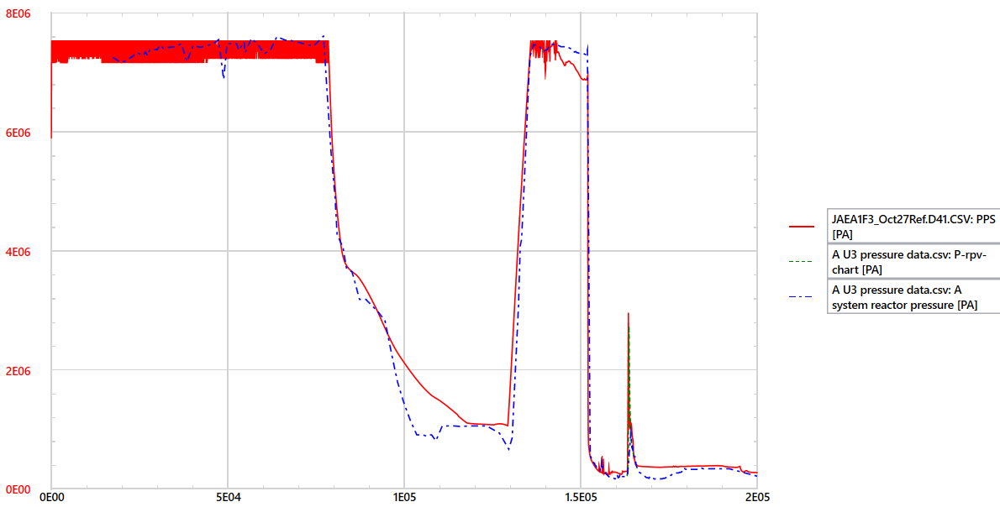 8E06
6E06
4E06
2E06
0E00
0E00
5E04
1E05
1.5E05
2E05
JAEA1F3_Oct27Ref.D41.CSV: PPS
[PA]
A U3 pressure data.csv: P-rpv-
chart [PA]
A U3 pressure data.csv: A
system reactor pressure [PA]